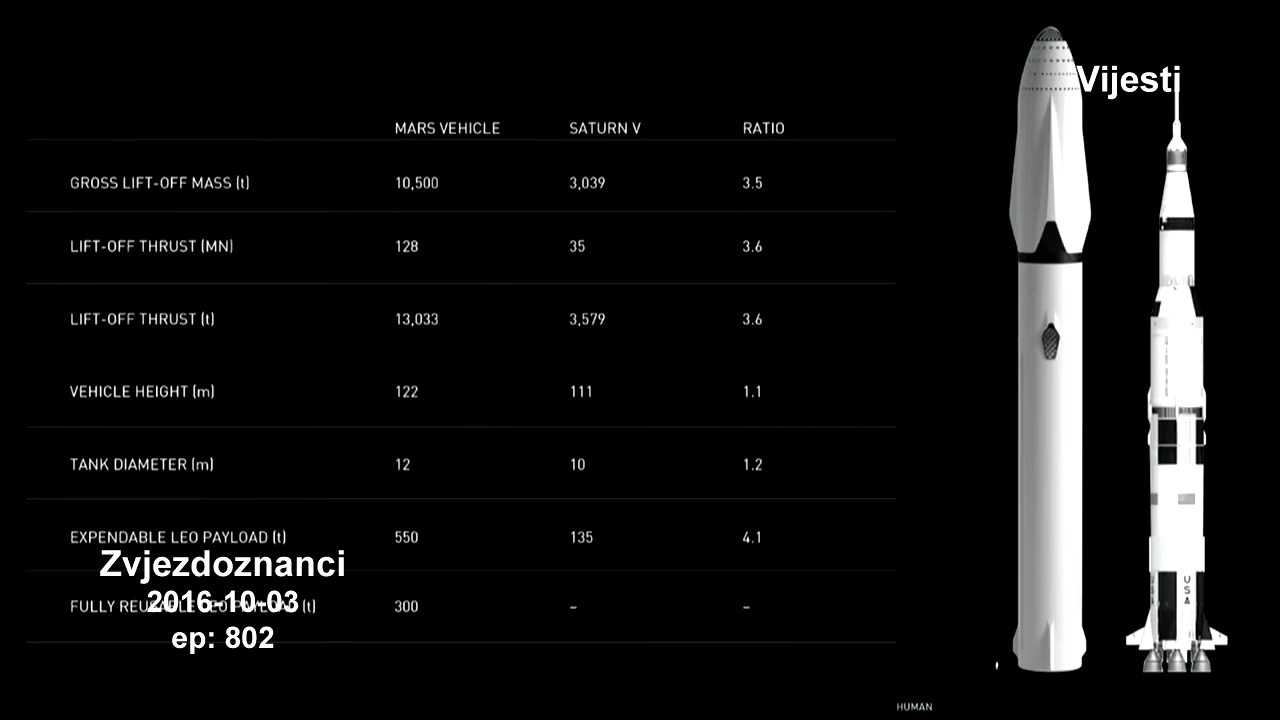 Vijesti
MARS VEHICLE SATURN V RATIO
GROSS LIFT-OFF MASS (t) 10,500 3,039 3.5
LIFT-OFF THRUST (MN) 128 35 3.6
LIFT-OFF THRUST (t) 13,033 3,579 3.6
VEHICLE HEIGHT (m) 122 111 1.1
TANK DIAMETER (m) 12 10 1.2
EXPENDABLE LEO PAYLOAD (t) 550 135 4.1
Zvjezdoznanci
2016-10-03
FULLY REUSABLE LEO PAYLOAD (t) 300 – –
ep: 802
USA
HUMAN